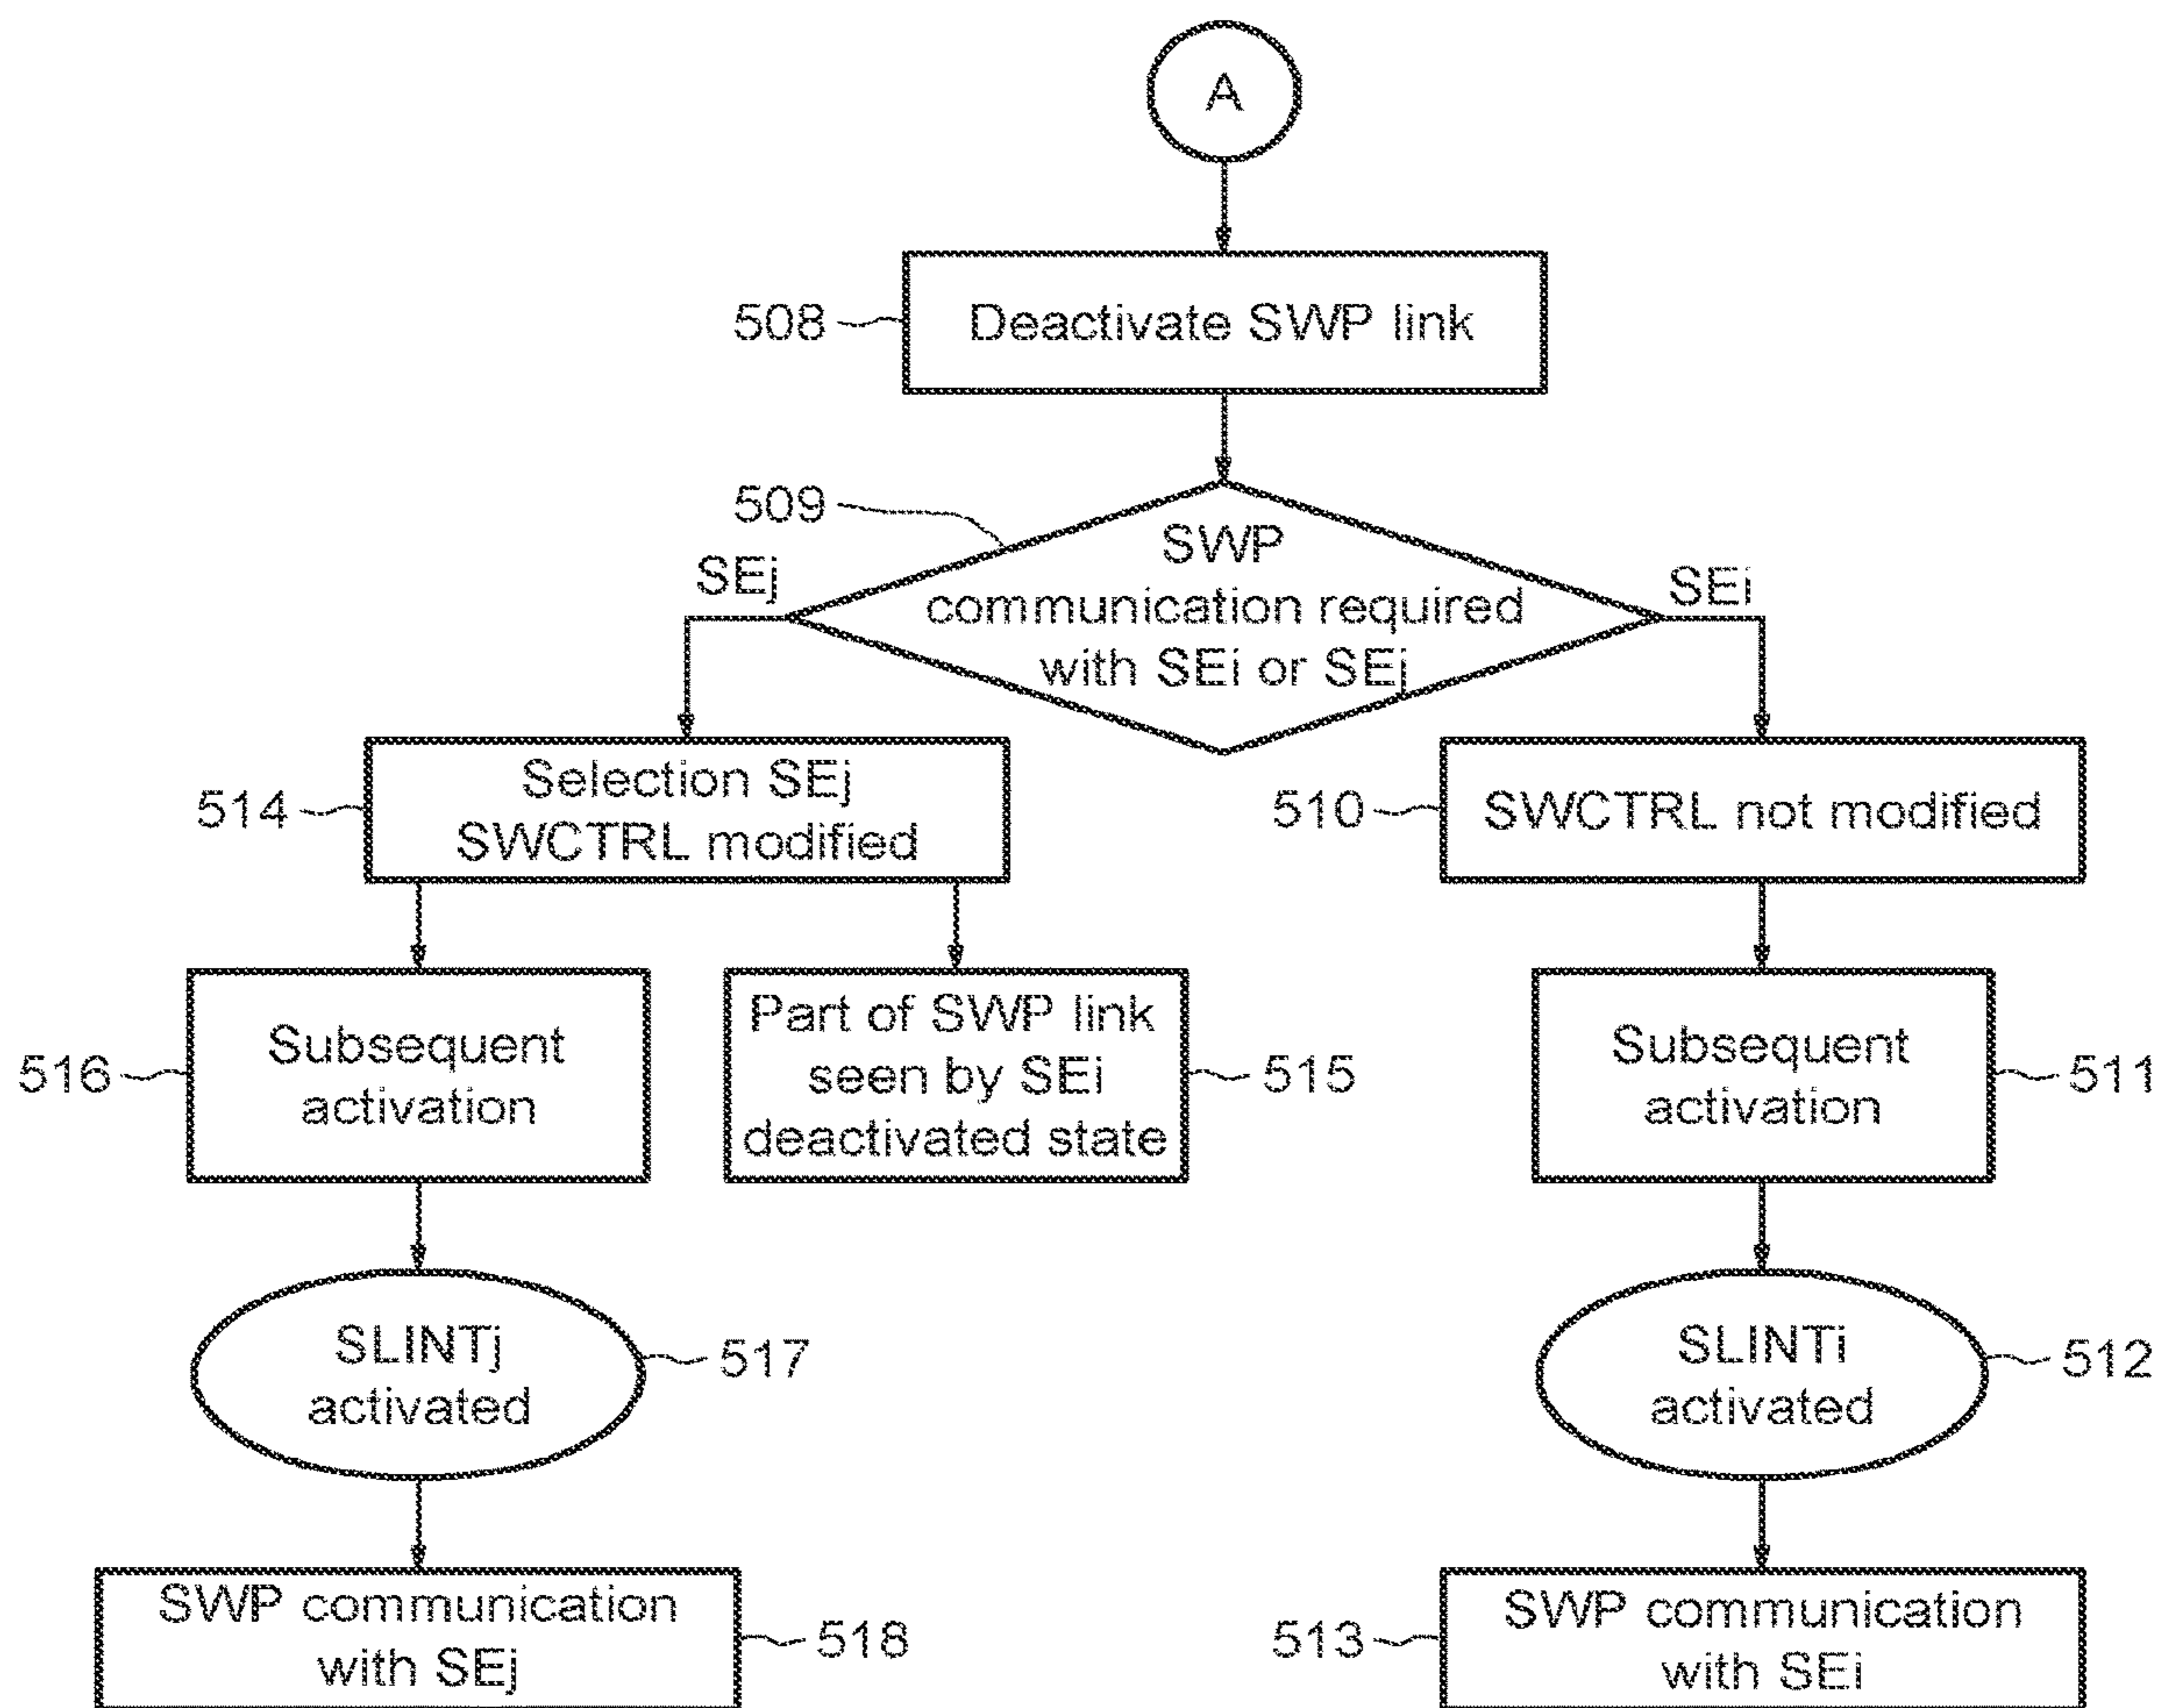 A
508
Deactivate SWP link
509
SWP
communication required
with SEi or SEj
SEj
SEi
514
Selection SEj
SWCTRL modified
510
SWCTRL not modified
516
Subsequent
activation
Part of SWP link
seen by SEi
deactivated state
515
Subsequent
activation
511
SLINTj
activated
517
SLINTi
activated
512
SWP communication
with SEj
518
513
SWP communication
with SEi